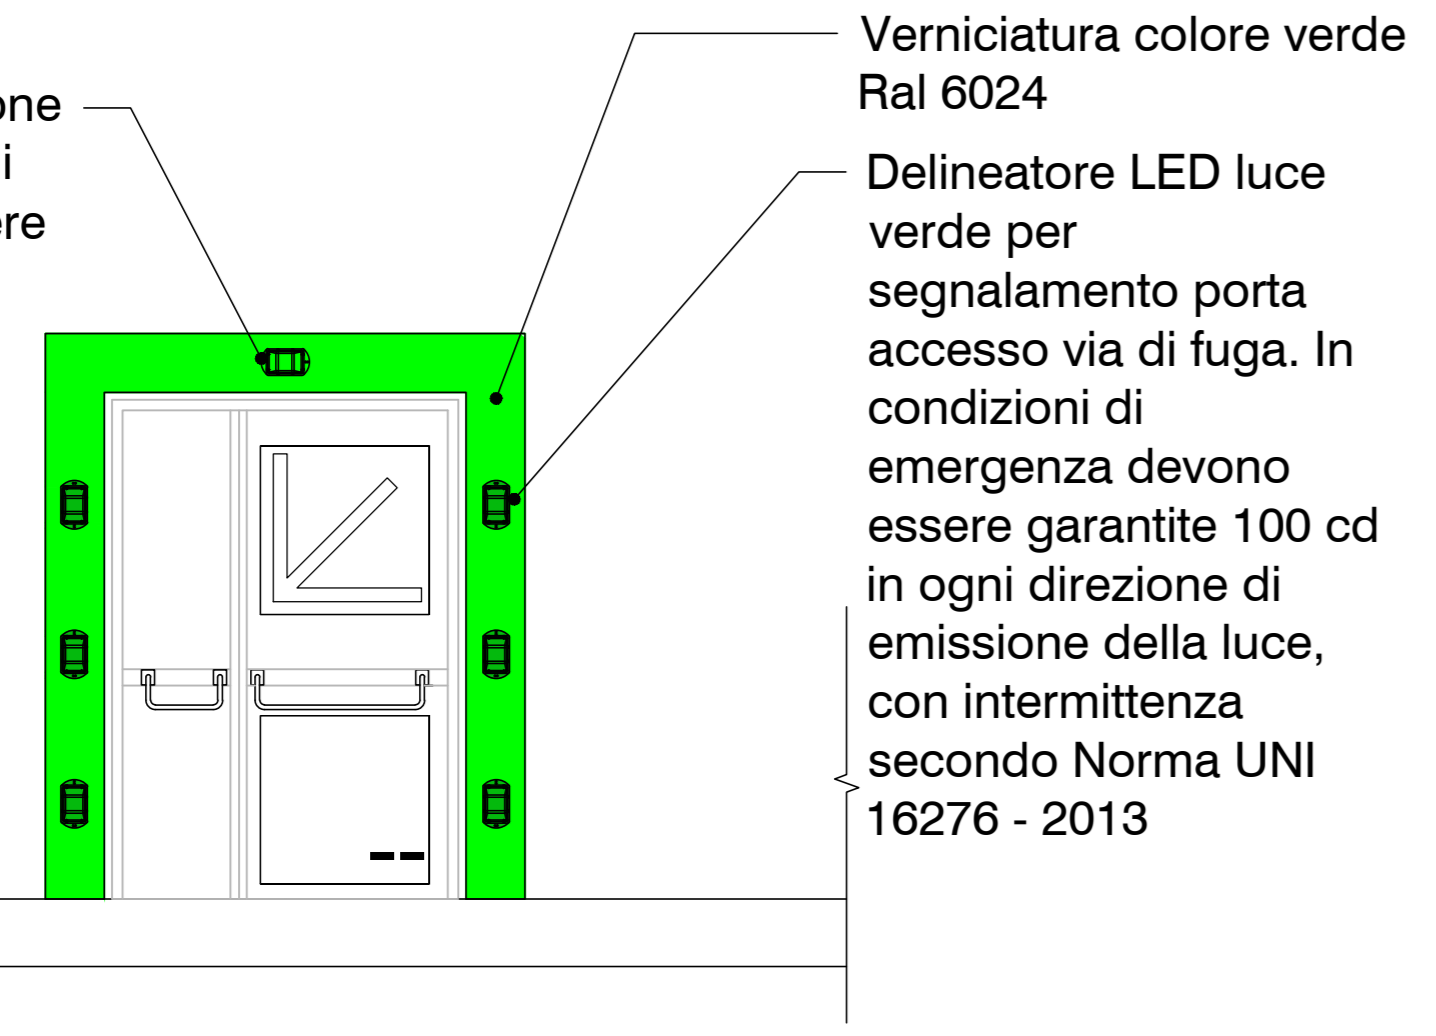 Verniciatura colore verde
Ral 6024
Delineatore LED luce
verde per
segnalamento porta
accesso via di fuga. In
condizioni di
emergenza devono
essere garantite 100 cd
in ogni direzione di
emissione della luce,
con intermittenza
secondo Norma UNI
16276 - 2013